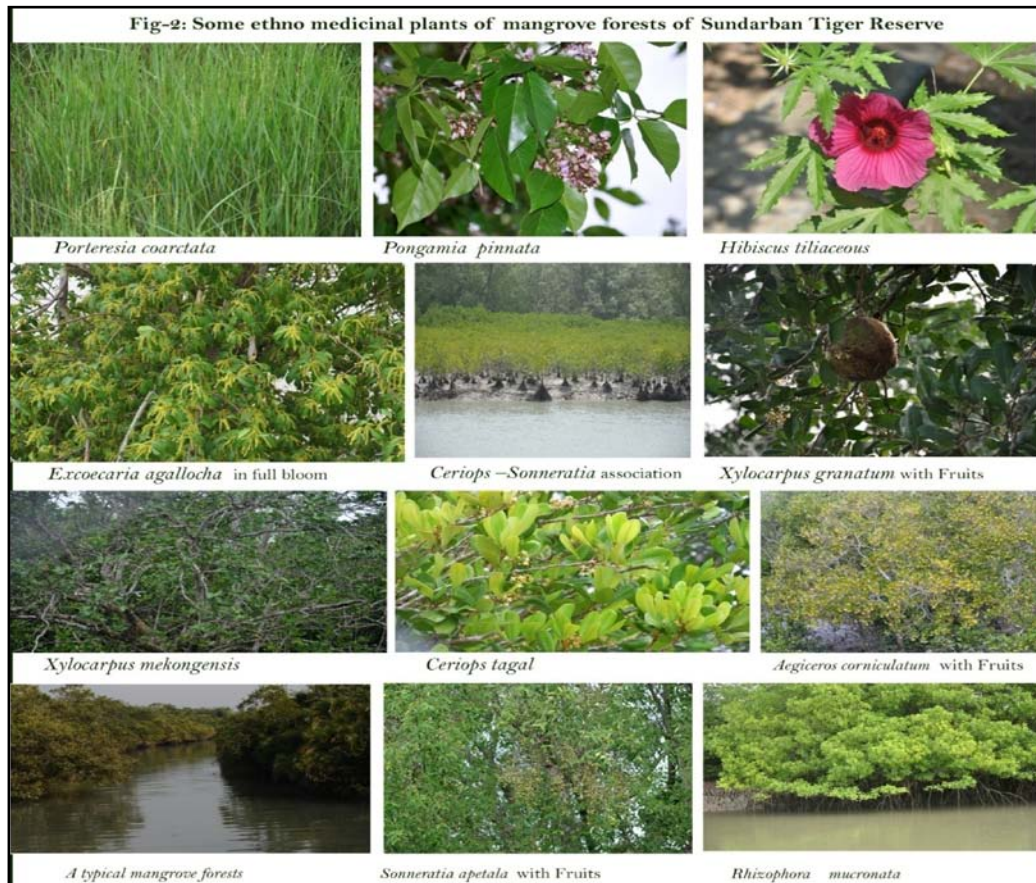 Fig-2: Some ethno medicinal plants of mangrove forests of Sundarban Tiger Reserve
Porteresia coarctata
Pongamia pinnata
Hibiscus tiliaceous
Excoecaria agallocha in full bloom
Ceriops –Sonneratia association
Xylocarpus granatum with Fruits
Xylocarpus mekongensis
Ceriops tagal
Aegiceros corniculatum with Fruits
A typical mangrove forests
Sonneratia apetala with Fruits
Rhizophora mucronata